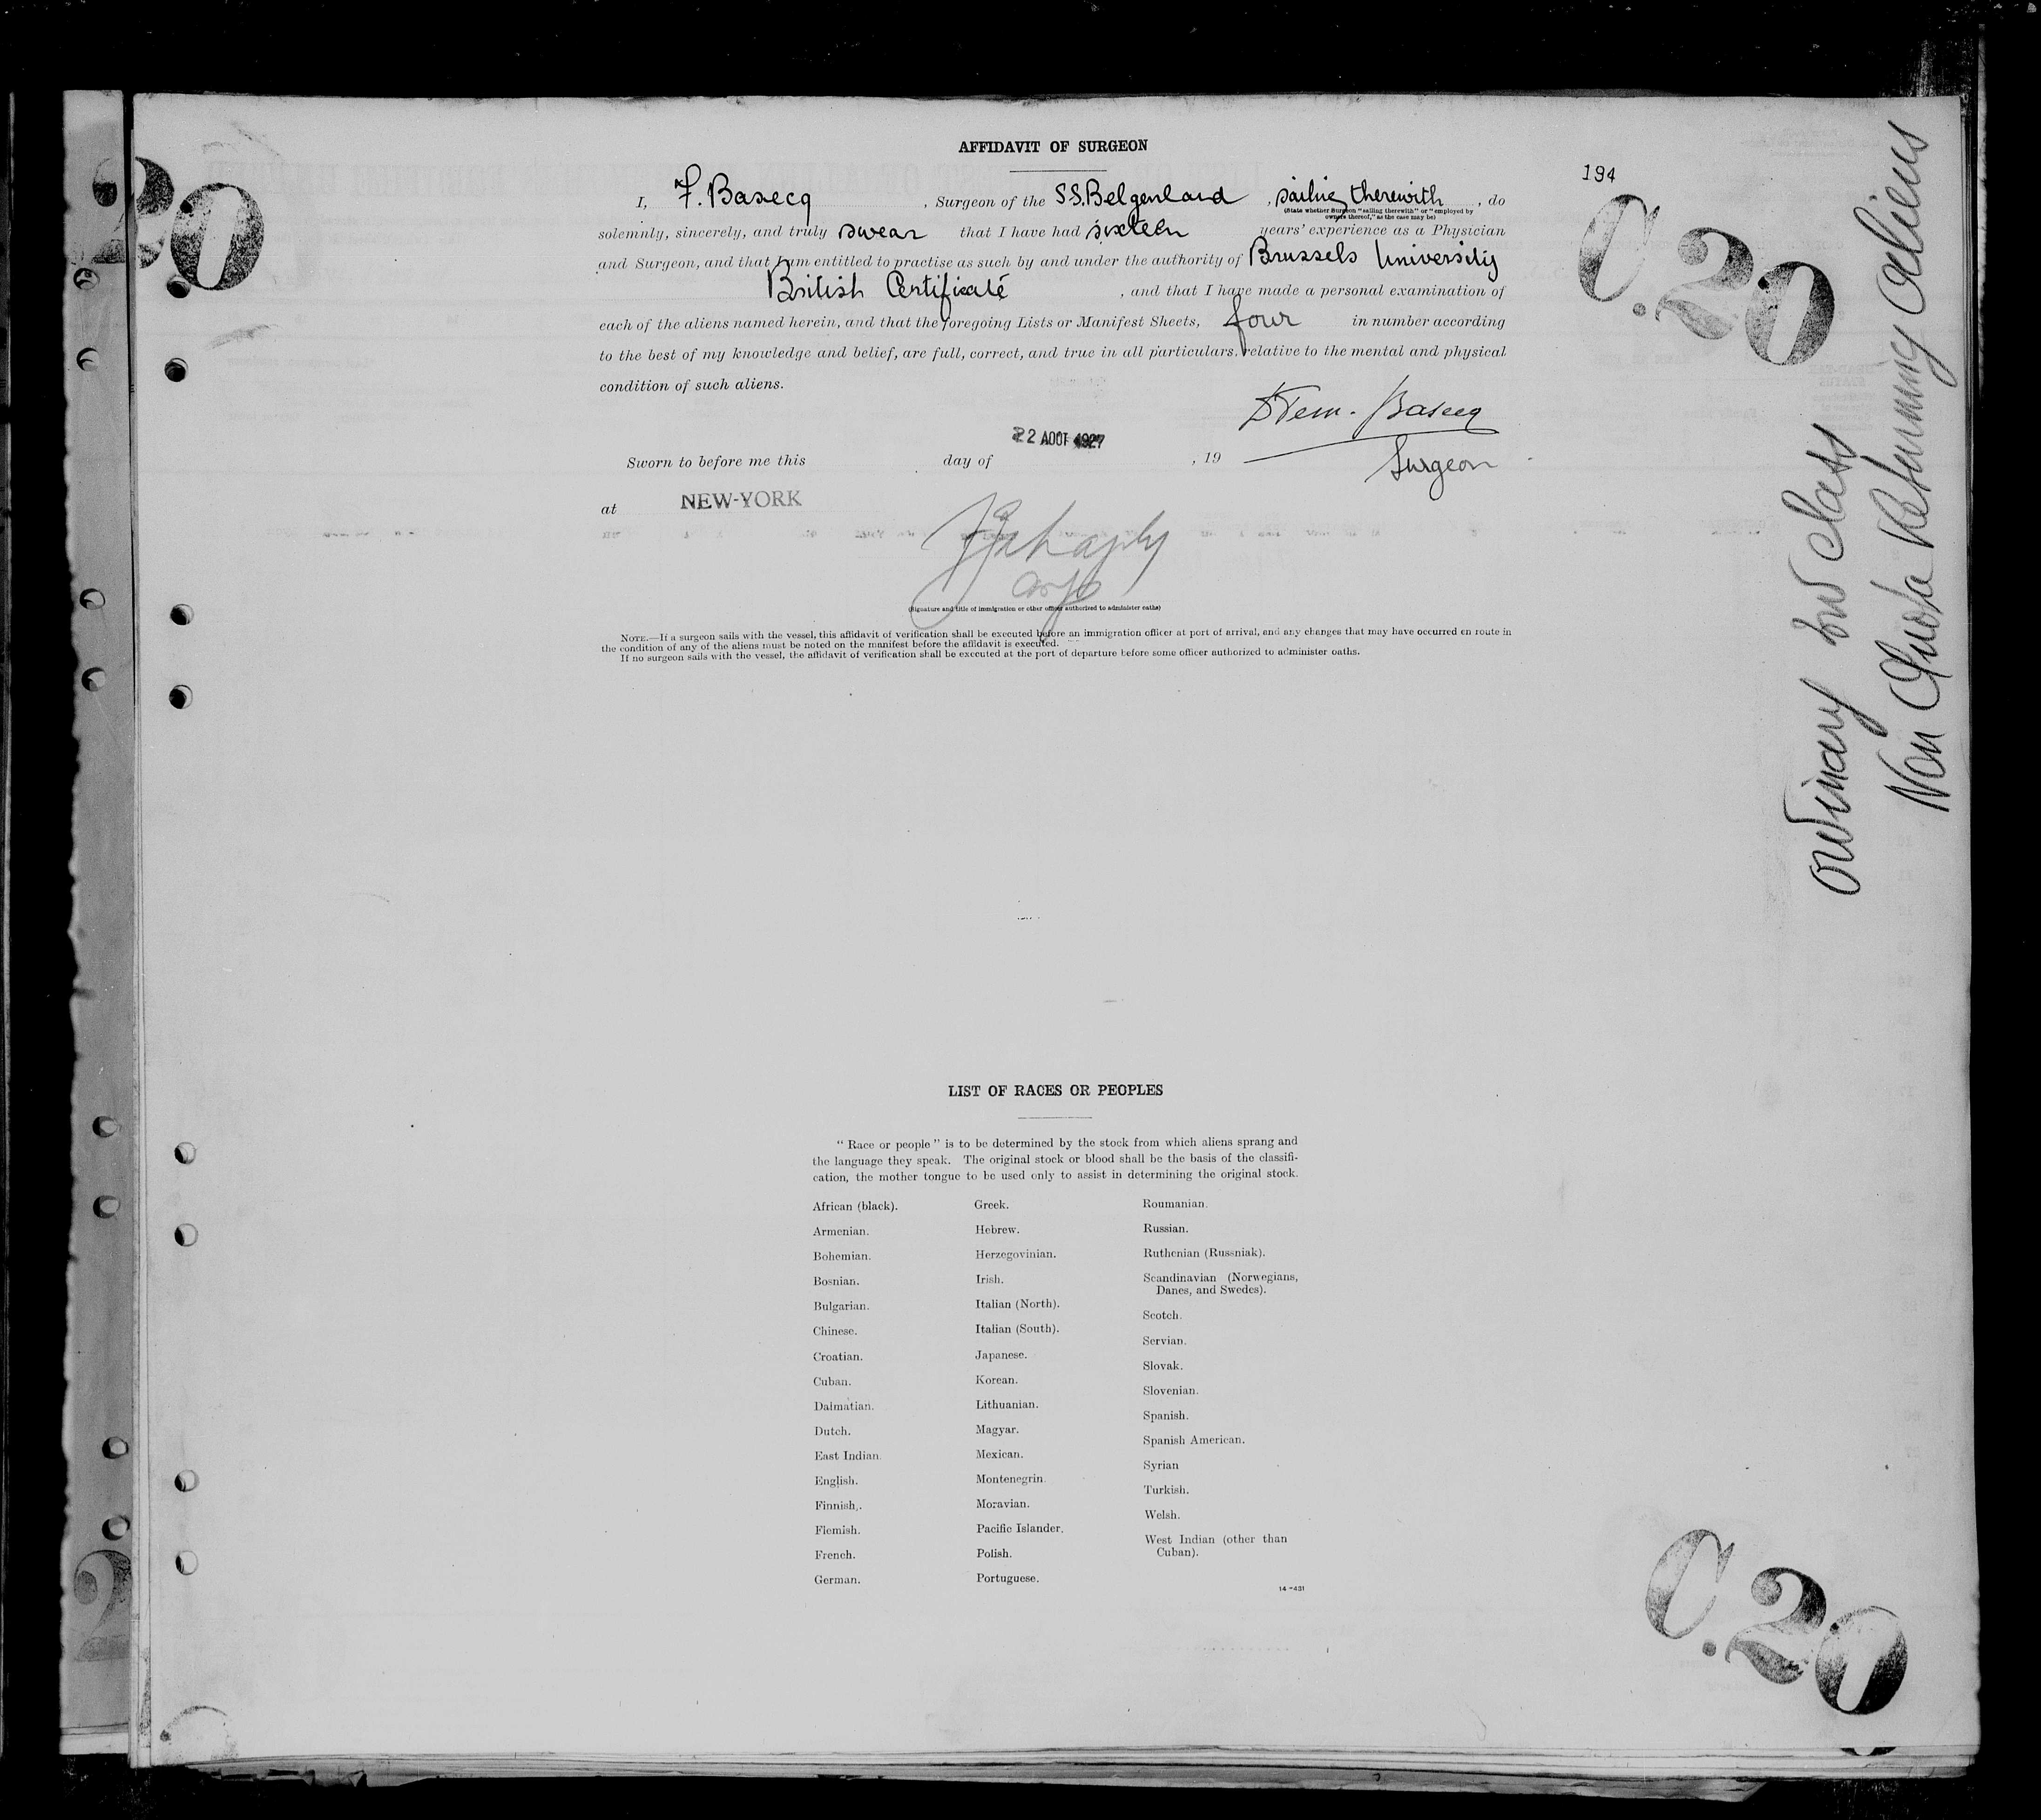 AFFIDAVIT OF SURGEON
194
I, F. Basecq, Surgeon of the S.S. Belgenland, sailing therewith, do
(State whether Surgeon "sailing therewith" or "employed by
owners thereof," as the case may be)
solemnly, sincerely, and truly swear that I have had sixteen years' experience as a Physician
and Surgeon, and that I am entitled to practise as such by and under the authority of Brussels University
British Certificate, and that I have made a personal examination of
each of the aliens named herein, and that the foregoing Lists or Manifest Sheets, four in number according
to the best of my knowledge and belief, are full, correct, and true in all particulars relative to the mental and physical
condition of such aliens.
Basecq
22 AOUT 1927
Sworn to before me this day of , 19
Surgeon
at NEW-YORK
(Signature and title of immigration or other officer authorized to administer oaths)
NOTE.—If a surgeon sails with the vessel, this affidavit of verification shall be executed before an immigration officer at port of arrival, and any changes that may have occurred en route in
the condition of any of the aliens must be noted on the manifest before the affidavit is executed.
If no surgeon sails with the vessel, the affidavit of verification shall be executed at the port of departure before some officer authorized to administer oaths.
20
C.20
ordinary class
Non Quota Returning Aliens
LIST OF RACES OR PEOPLES
"Race or people" is to be determined by the stock from which aliens sprang and
the language they speak. The original stock or blood shall be the basis of the classifi-
cation, the mother tongue to be used only to assist in determining the original stock.
African (black).
Armenian.
Bohemian.
Bosnian.
Bulgarian.
Chinese.
Croatian.
Cuban.
Dalmatian.
Dutch.
East Indian.
English.
Finnish.
Flemish.
French.
German.
Greek.
Hebrew.
Herzegovinian.
Irish.
Italian (North).
Italian (South).
Japanese.
Korean.
Lithuanian.
Magyar.
Mexican.
Montenegrin.
Moravian.
Pacific Islander.
Polish.
Portuguese.
Roumanian.
Russian.
Ruthenian (Russniak).
Scandinavian (Norwegians,
Danes, and Swedes).
Scotch.
Servian.
Slovak.
Slovenian.
Spanish.
Spanish American.
Syrian
Turkish.
Welsh.
West Indian (other than
Cuban).
14—431
C.20
2